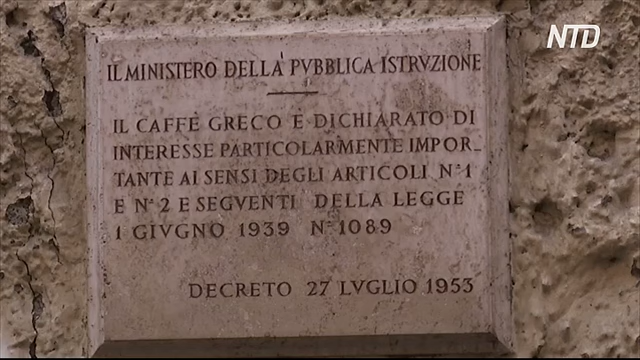 NTD
IL MINISTERO DELLA PVBBLICA ISTRVZIONE
IL CAFFÈ GRECO E DICHIARATO DI
INTERESSE PARTICOLARMENTE IMPOR-
TANTE AI SENSI DEGLI ARTICOLI N° 1
E N° 2 E SEGVENTI DELLA LEGGE
1 GIVGNO 1939 N° 1089
DECRETO 27 LVGLIO 1953